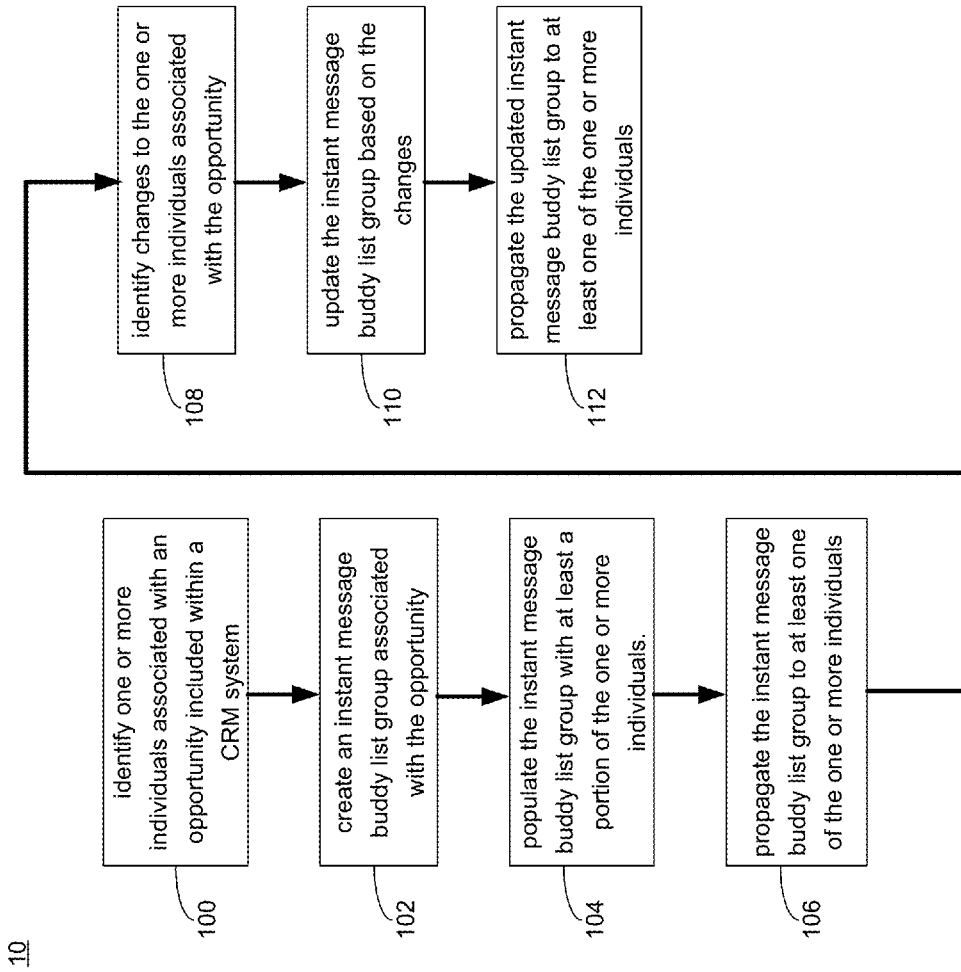 10
identify one or more
individuals associated with an
opportunity included within a
CRM system
100
create an instant message
buddy list group associated
with the opportunity
102
populate the instant message
buddy list group with at least a
portion of the one or more
individuals.
104
propagate the instant message
buddy list group to at least one
of the one or more individuals
106
identify changes to the one or
more individuals associated
with the opportunity
108
update the instant message
buddy list group based on the
changes
110
propagate the updated instant
message buddy list group to at
least one of the one or more
individuals
112